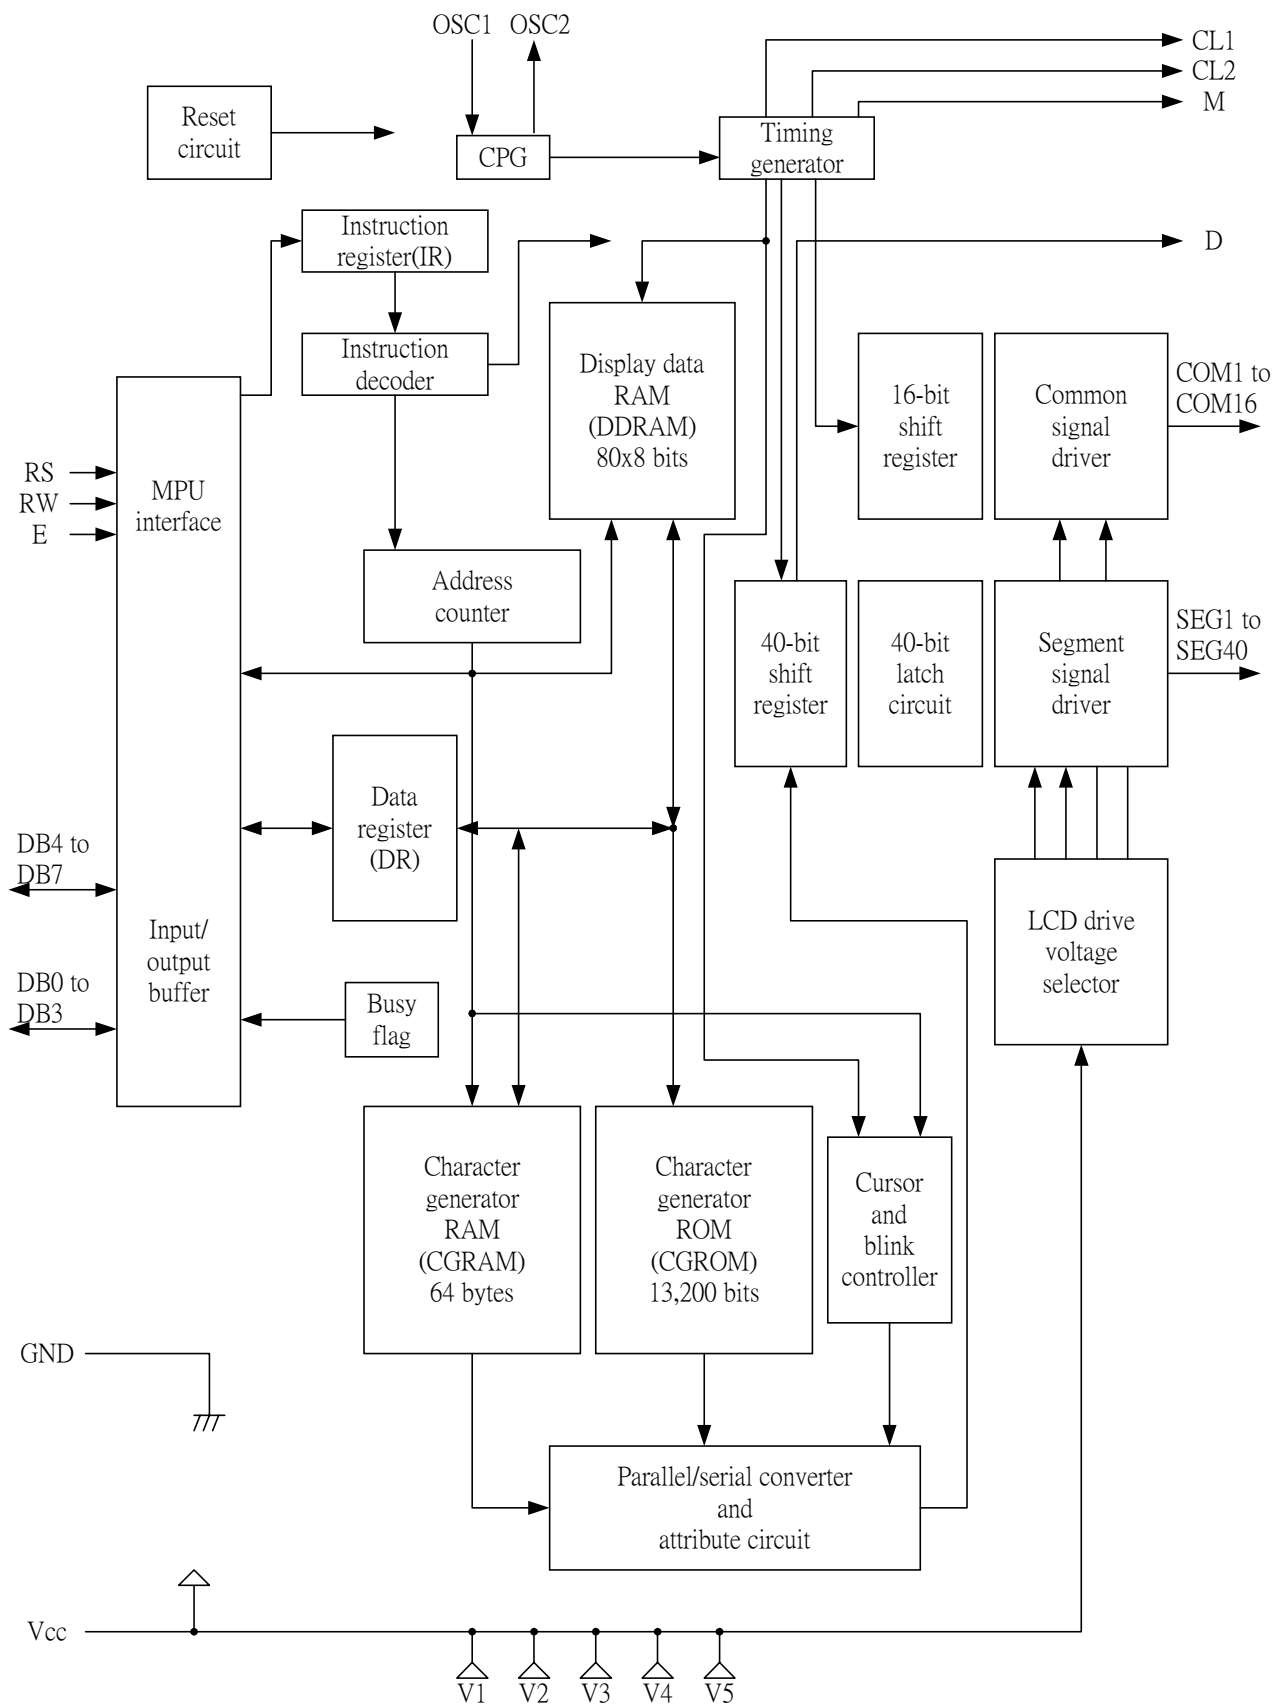 OSC1 OSC2
CL1
CL2
M
Reset
circuit
CPG
Timing
generator
Instruction
register(IR)
D
Instruction
decoder
Display data
RAM
(DDRAM)
80x8 bits
16-bit
shift
register
Common
signal
driver
COM1 to
COM16
RS
RW
E
MPU
interface
Address
counter
40-bit
shift
register
40-bit
latch
circuit
Segment
signal
driver
SEG1 to
SEG40
Data
register
(DR)
DB4 to
DB7
Input/
output
buffer
LCD drive
voltage
selector
DB0 to
DB3
Busy
flag
Character
generator
RAM
(CGRAM)
64 bytes
Character
generator
ROM
(CGROM)
13,200 bits
Cursor
and
blink
controller
GND
Parallel/serial converter
and
attribute circuit
Vcc
V1 V2 V3 V4 V5